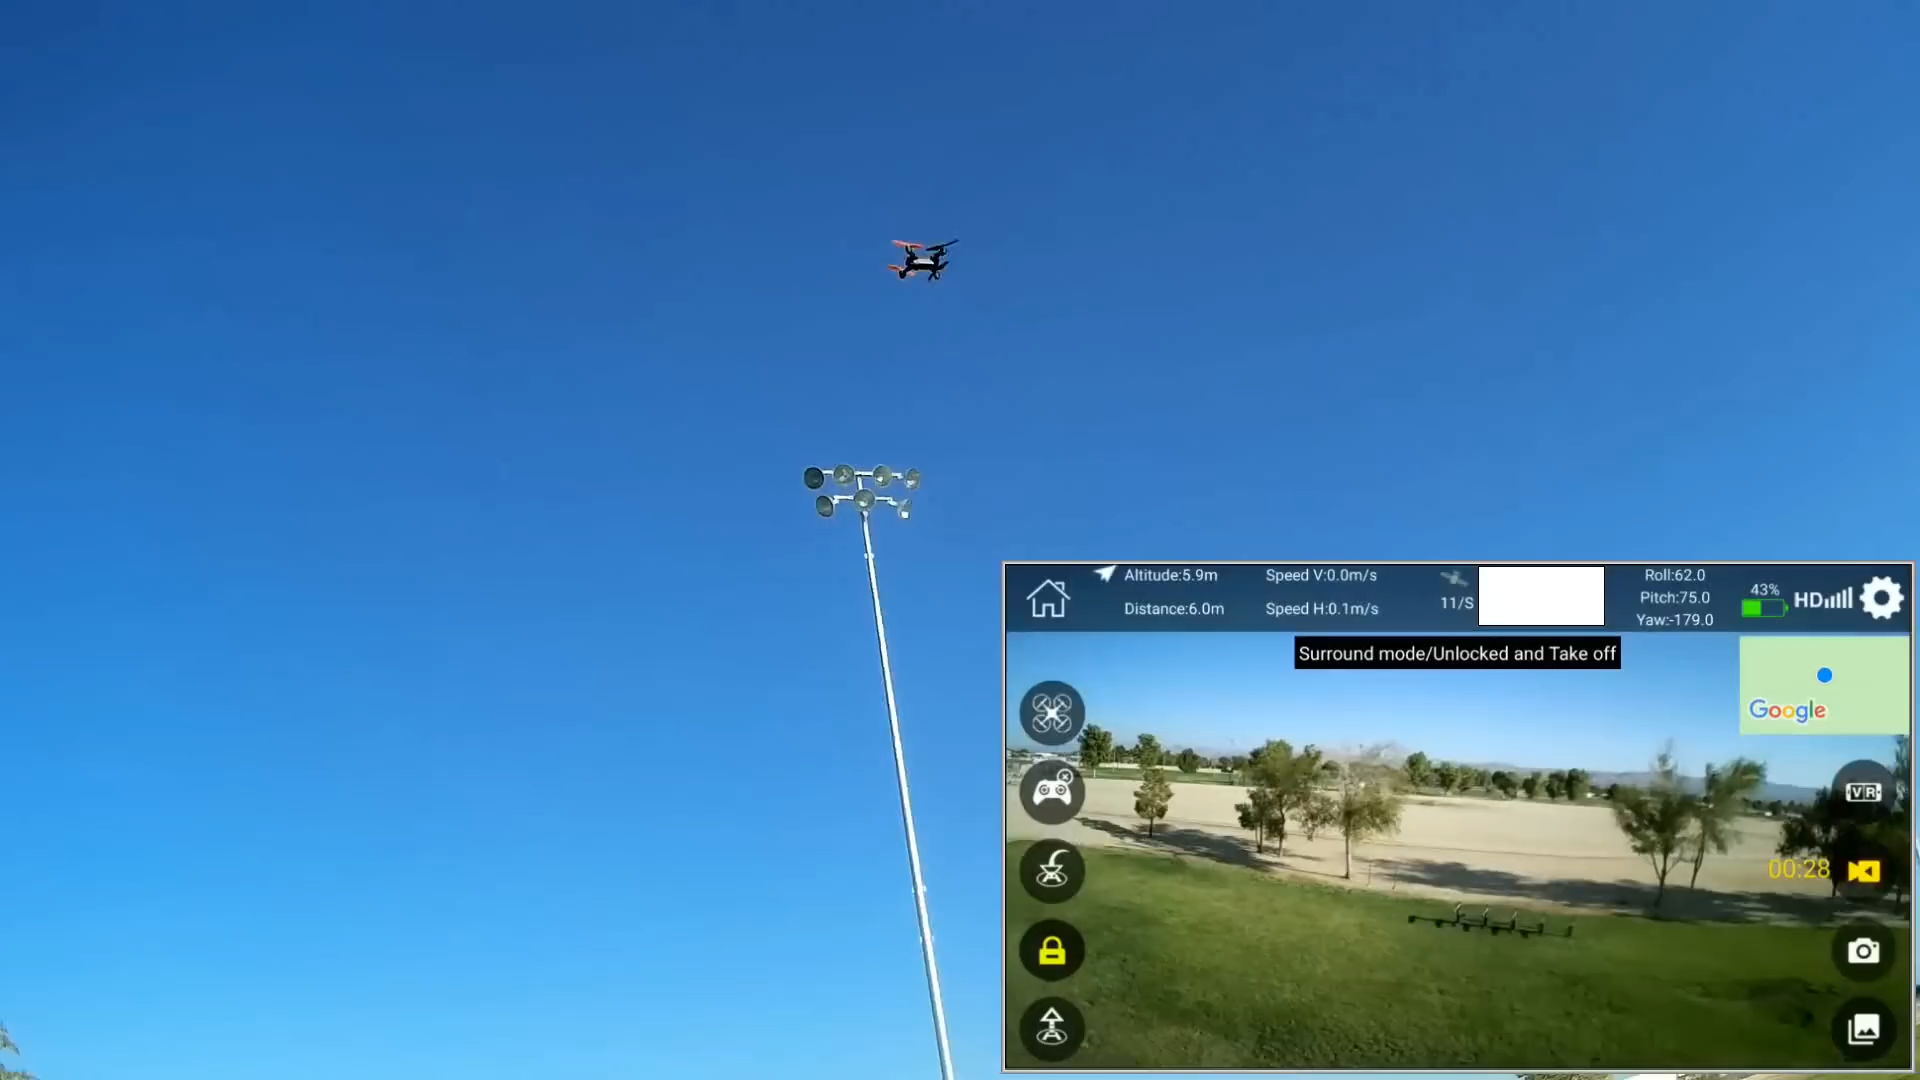 Altitude:5.9m
Speed V:0.0m/s
Roll:62.0
Distance:6.0m
Speed H:0.1m/s
11/S
Pitch:75.0
Yaw:-179.0
43%
HD
Surround mode/Unlocked and Take off
Google
VR
00:28